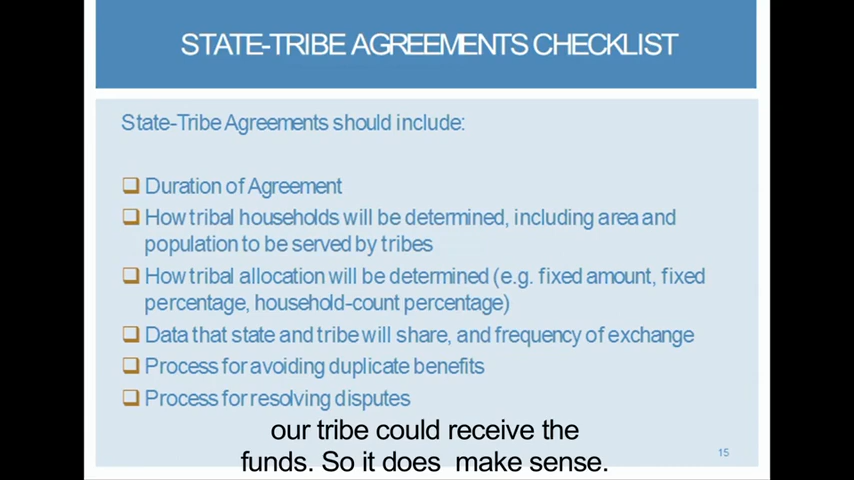 STATE-TRIBE AGREEMENTS CHECKLIST
State-Tribe Agreements should include:
Duration of Agreement
How tribal households will be determined, including area and
population to be served by tribes
How tribal allocation will be determined (e.g. fixed amount, fixed
percentage, household-count percentage)
Data that state and tribe will share, and frequency of exchange
Process for avoiding duplicate benefits
Process for resolving disputes
our tribe could receive the
funds. So it does make sense.
15